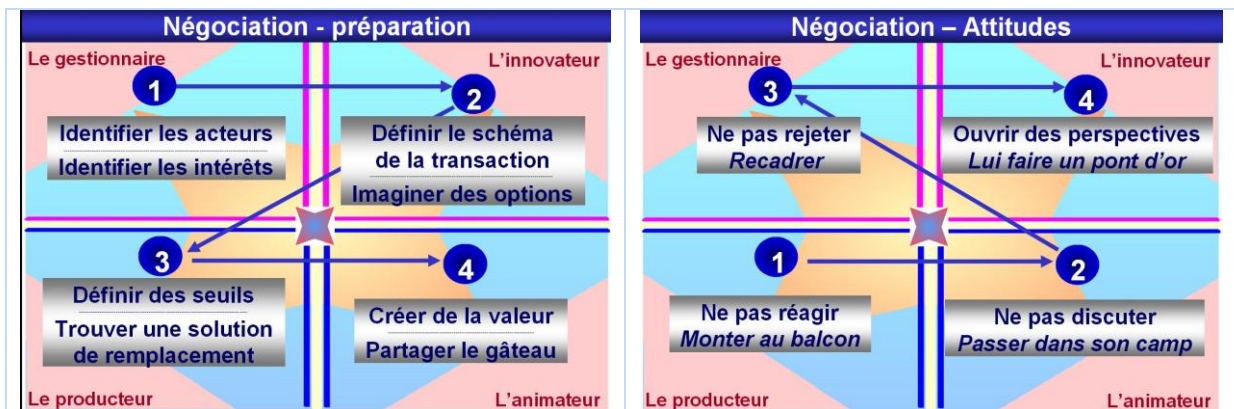 Négociation - préparation
Le gestionnaire
L'innovateur
1
2
Identifier les acteurs
Identifier les intérêts
Définir le schéma
de la transaction
Imaginer des options
3
4
Définir des seuils
Trouver une solution
de remplacement
Créer de la valeur
Partager le gâteau
Le producteur
L'animateur
Négociation – Attitudes
Le gestionnaire
L'innovateur
3
4
Ne pas rejeter
Recadrer
Ouvrir des perspectives
Lui faire un pont d'or
1
2
Ne pas réagir
Monter au balcon
Ne pas discuter
Passer dans son camp
Le producteur
L'animateur